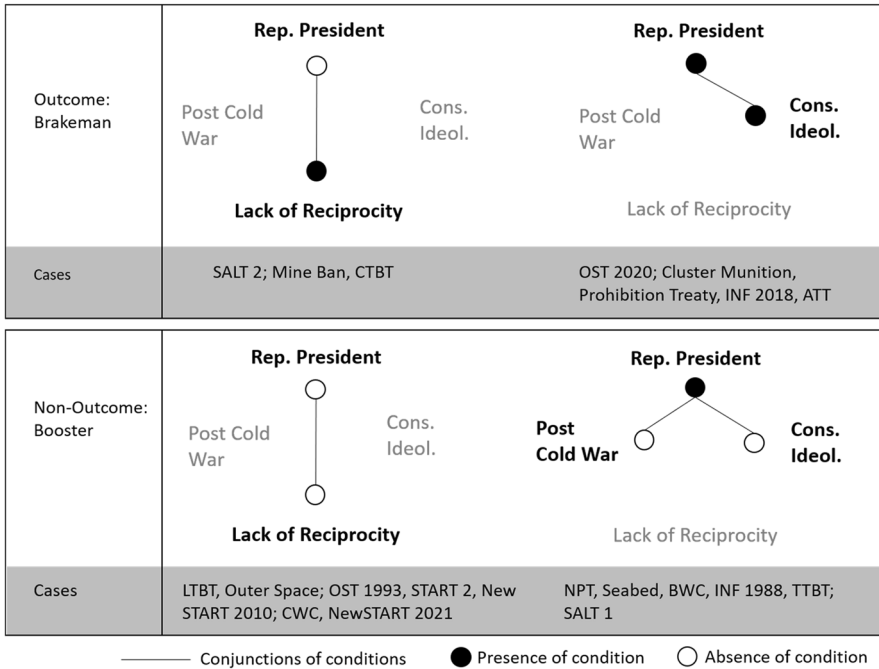 Rep. President
Rep. President
Outcome:
Brakeman
Post Cold
War
Cons.
Ideol.
Post Cold
War
Cons.
Ideol.
Lack of Reciprocity
Lack of Reciprocity
Cases
SALT 2; Mine Ban, CTBT
OST 2020; Cluster Munition,
Prohibition Treaty, INF 2018, ATT
Rep. President
Rep. President
Non-Outcome:
Booster
Post Cold
War
Cons.
Ideol.
Post
Cold War
Cons.
Ideol.
Lack of Reciprocity
Lack of Reciprocity
Cases
LTBT, Outer Space; OST 1993, START 2, New
START 2010; CWC, NewSTART 2021
NPT, Seabed, BWC, INF 1988, TTBT;
SALT 1
Conjunctions of conditions
Presence of condition
Absence of condition